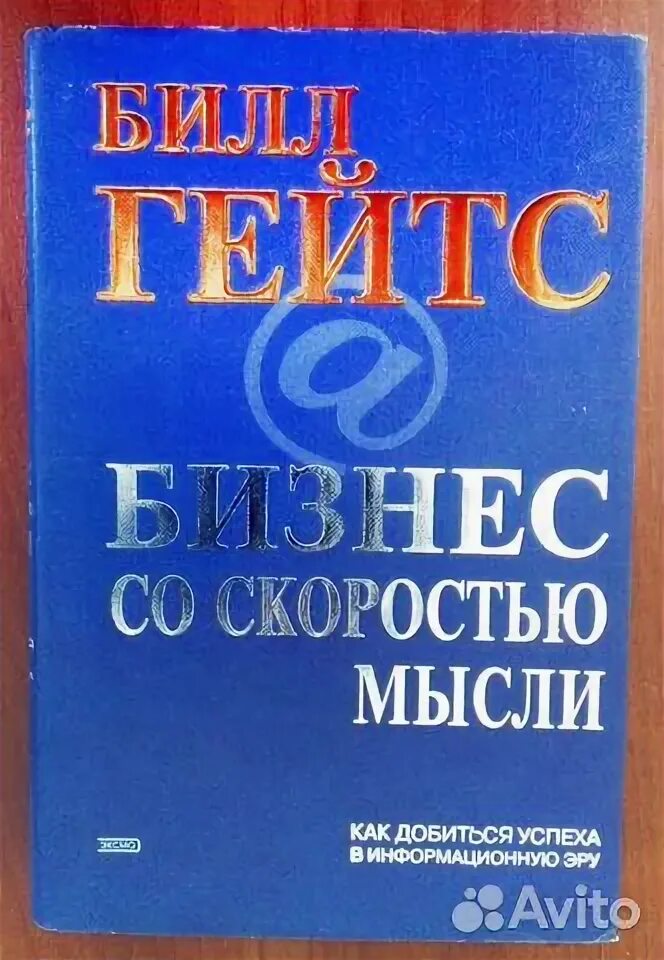 БИЛЛ
ГЕЙТС
@
БИЗНЕС
СО СКОРОСТЬЮ
МЫСЛИ
КАК ДОБИТЬСЯ УСПЕХА
В ИНФОРМАЦИОННУЮ ЭРУ
ЭКСМО
Avito